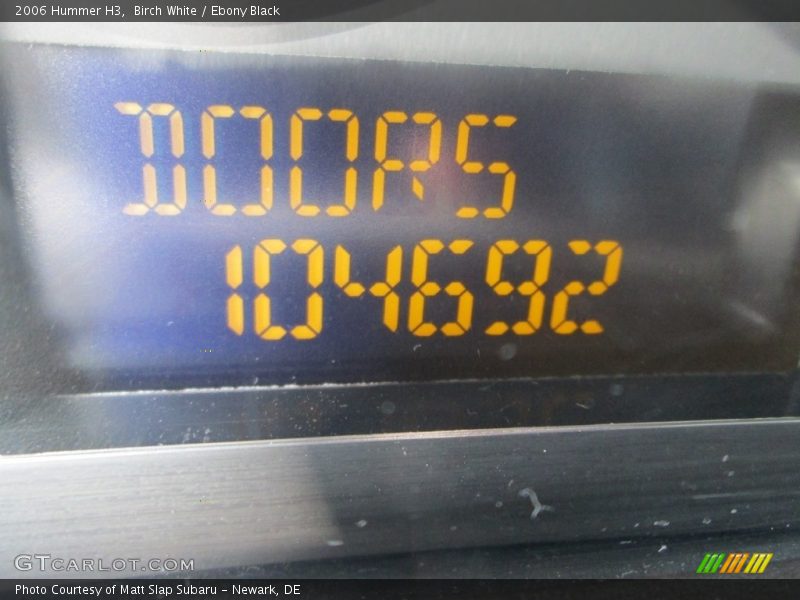 2006 Hummer H3,  Birch White / Ebony Black
DOORS
104692
GTCARLOT.COM
Photo Courtesy of Matt Slap Subaru - Newark, DE